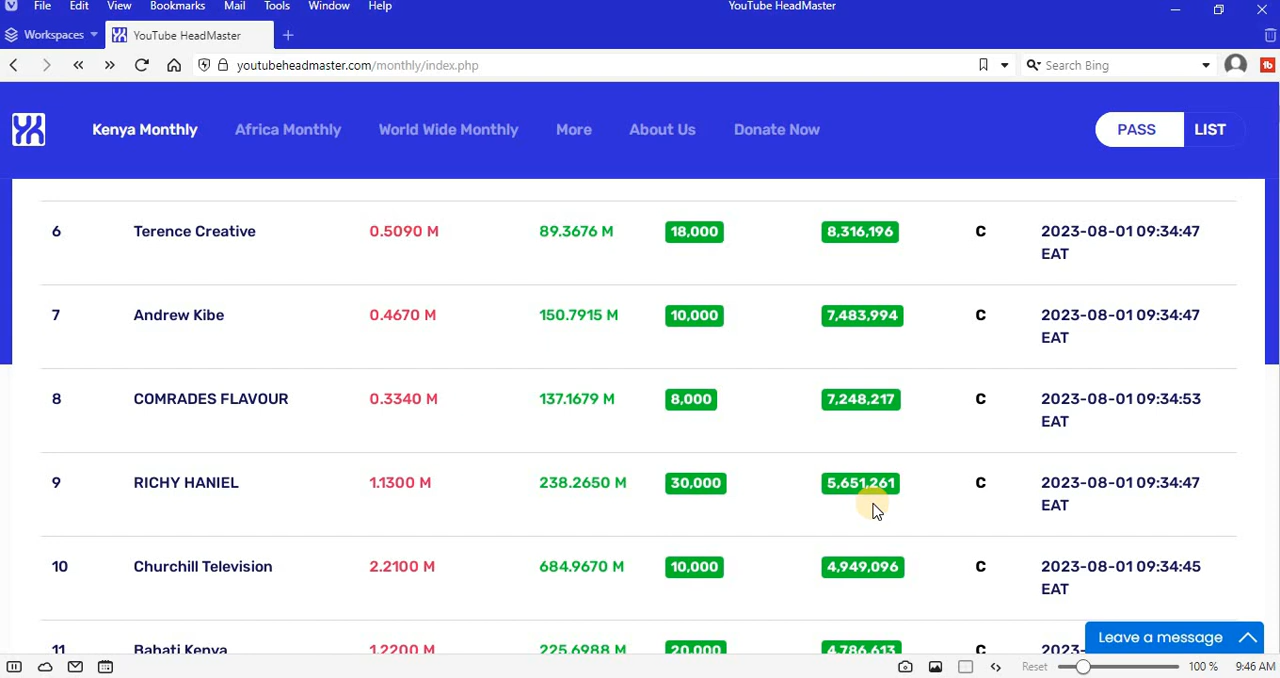 File Edit View Bookmarks Mail Tools Window Help YouTube HeadMaster
Workspaces YouTube HeadMaster
youtubeheadmaster.com/monthly/index.php Search Bing
Kenya Monthly Africa Monthly World Wide Monthly More About Us Donate Now PASS LIST
6 Terence Creative 0.5090 M 89.3676 M 18,000 8,316,196 C 2023-08-01 09:34:47
EAT
7 Andrew Kibe 0.4670 M 150.7915 M 10,000 7,483,994 C 2023-08-01 09:34:47
EAT
8 COMRADES FLAVOUR 0.3340 M 137.1679 M 8,000 7,248,217 C 2023-08-01 09:34:53
EAT
9 RICHY HANIEL 1.1300 M 238.2650 M 30,000 5,651,261 C 2023-08-01 09:34:47
EAT
10 Churchill Television 2.2100 M 684.9670 M 10,000 4,949,096 C 2023-08-01 09:34:45
EAT
11 Bahati Kenya 1.2200 M 225.6988 M 20,000 4,786,613 C 2023-
Leave a message
Reset 100 % 9:46 AM